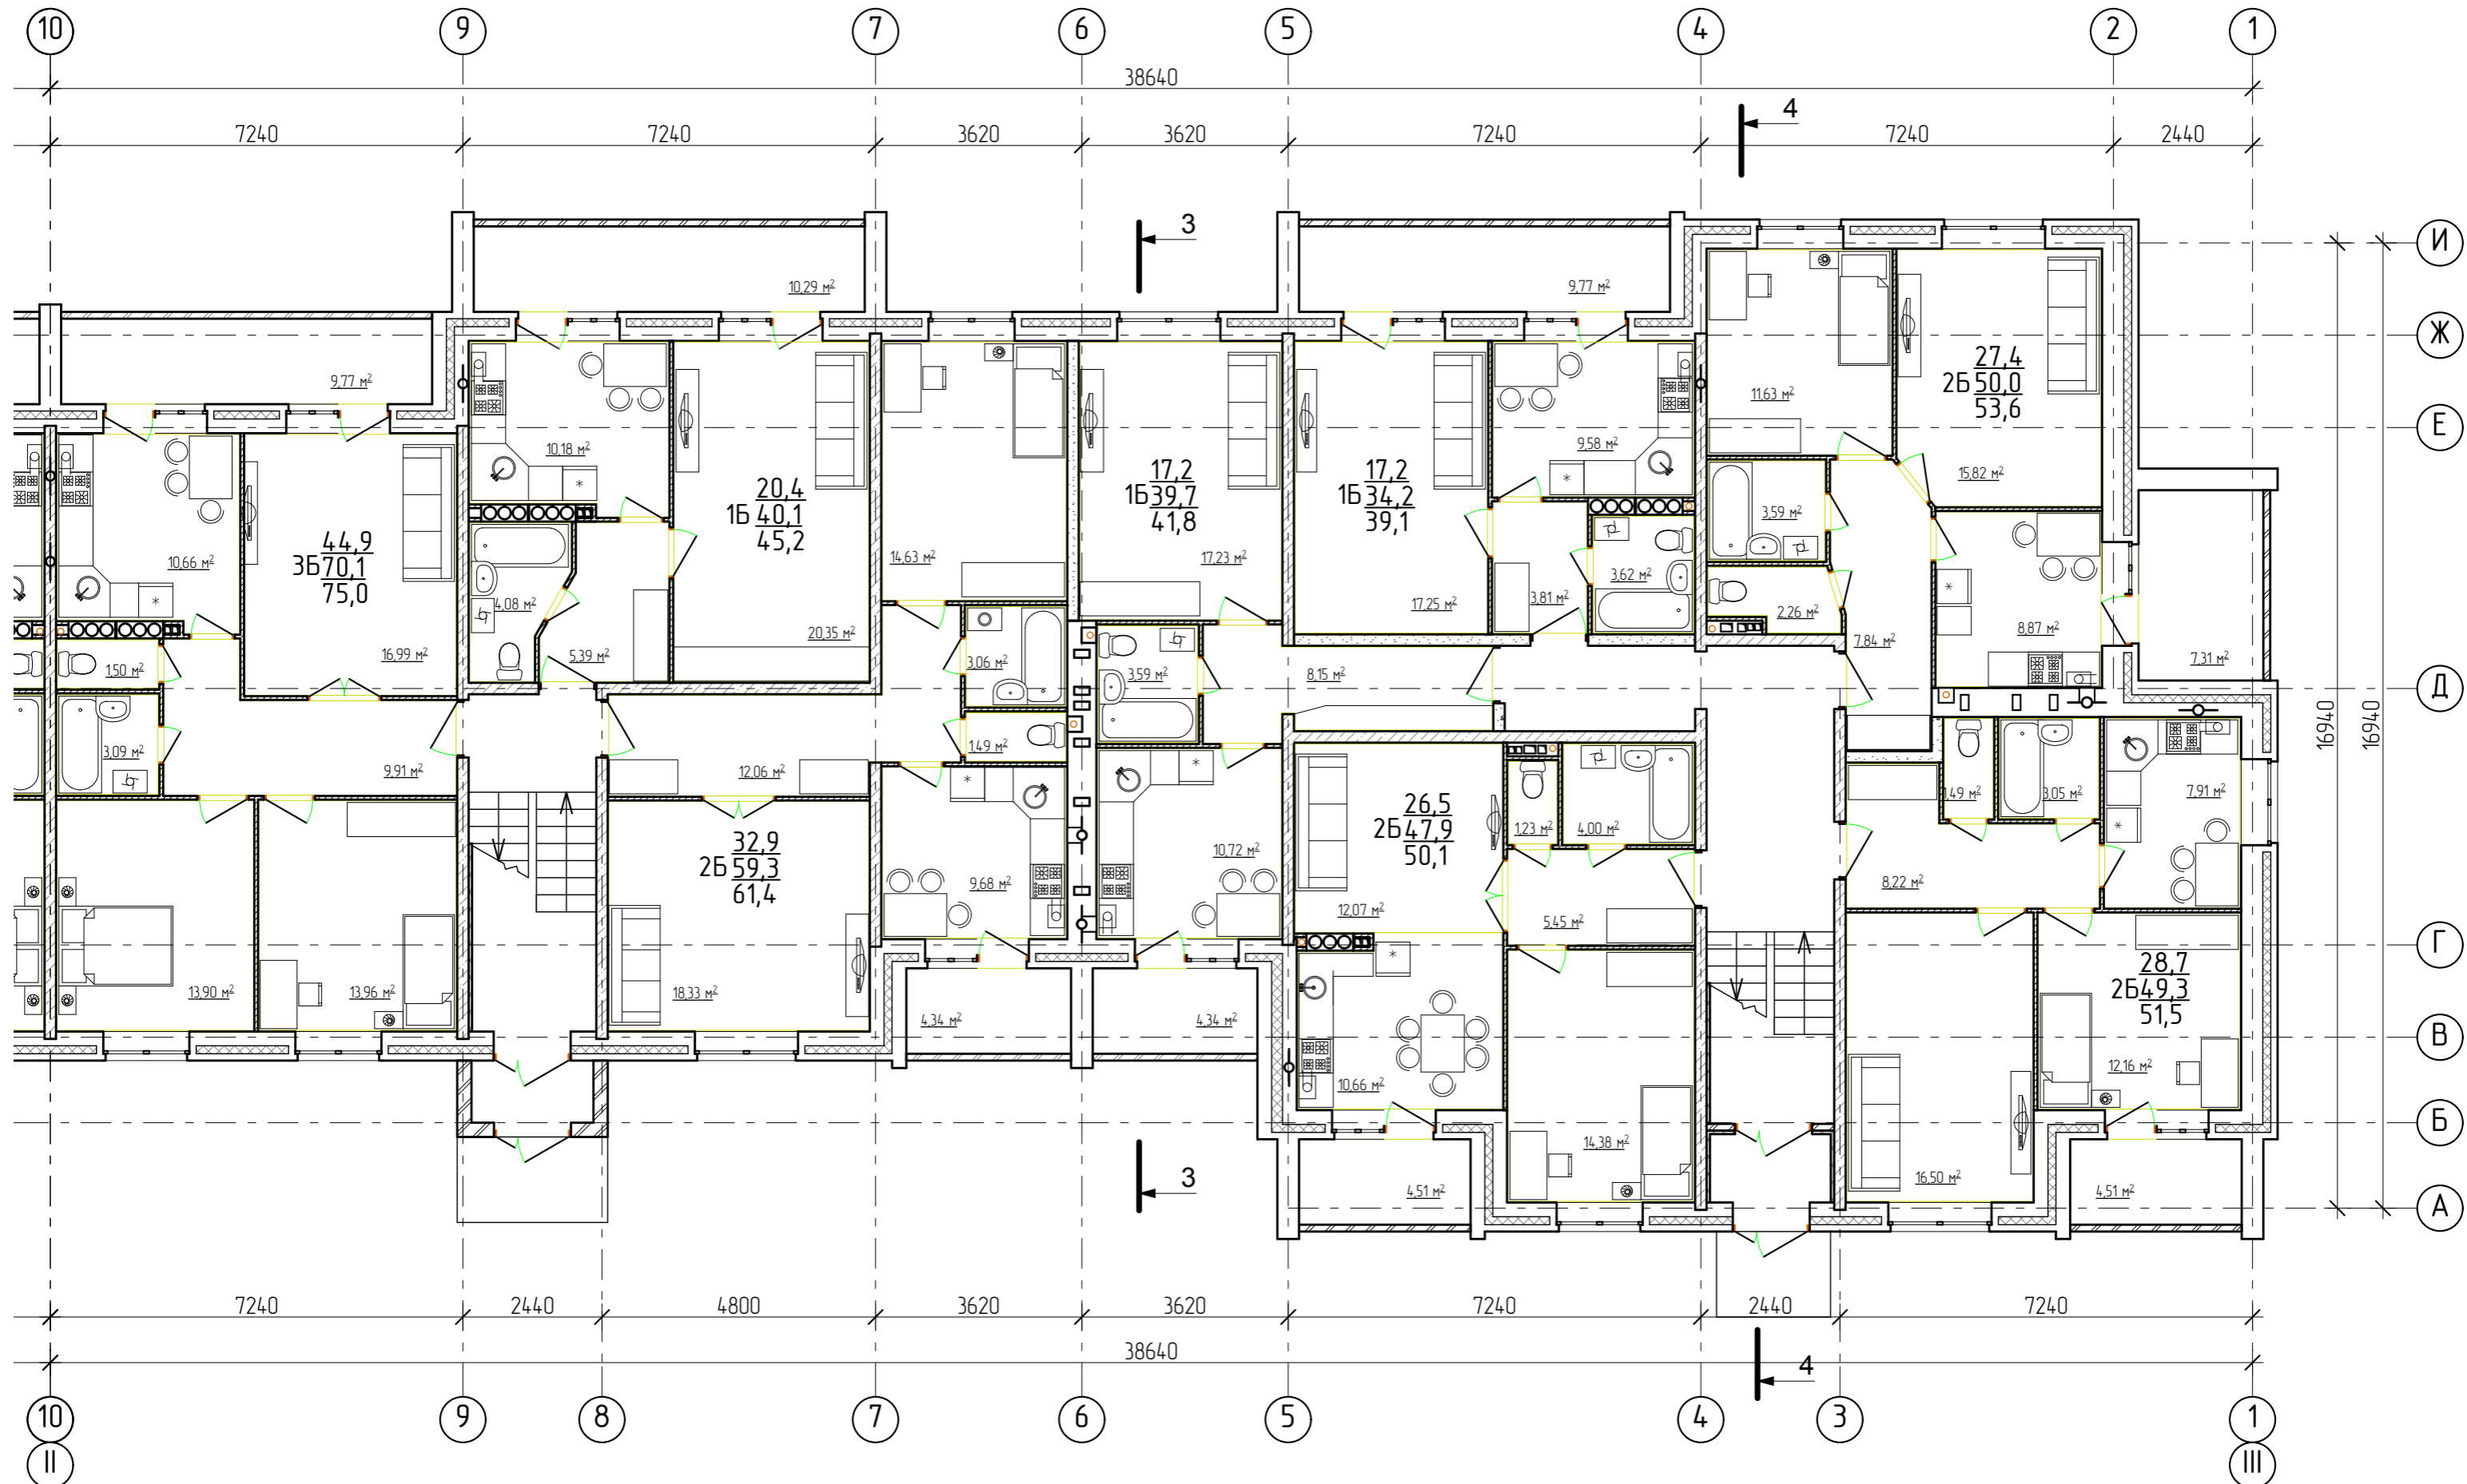 10 9 7 6 5 4 2 1
38640
7240 7240 3620 3620 7240 7240 2440
4
3
И
Ж
Е
Д
Г
В
Б
А
16940 16940
10,29 м²
9,77 м²
9,77 м²
44,9
3Б 70,1
75,0
10,66 м²
16,99 м²
1,50 м²
3,09 м²
9,91 м²
13,90 м²
13,96 м²
20,4
1Б 40,1
45,2
10,18 м²
4,08 м²
5,39 м²
20,35 м²
32,9
2Б 59,3
61,4
14,63 м²
3,06 м²
1,49 м²
12,06 м²
9,68 м²
18,33 м²
4,34 м²
17,2
1Б 39,7
41,8
17,23 м²
3,59 м²
8,15 м²
10,72 м²
4,34 м²
17,2
1Б 34,2
39,1
9,58 м²
17,25 м²
3,81 м²
3,62 м²
27,4
2Б 50,0
53,6
11,63 м²
15,82 м²
3,59 м²
2,26 м²
7,84 м²
8,87 м²
7,31 м²
26,5
2Б 47,9
50,1
12,07 м²
1,23 м²
4,00 м²
5,45 м²
10,66 м²
14,38 м²
4,51 м²
28,7
2Б 49,3
51,5
1,49 м²
3,05 м²
7,91 м²
8,22 м²
12,16 м²
16,50 м²
4,51 м²
3
7240 2440 4800 3620 3620 7240 2440 7240
38640
4
10 9 8 7 6 5 4 3 1
II III